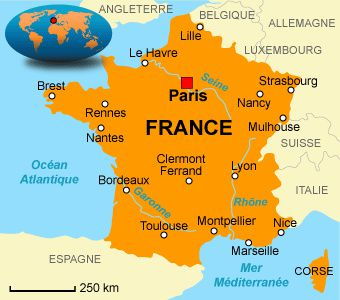 ANGLETERRE
BELGIQUE
ALLEMAGNE
Lille
LUXEMBOURG
Le Havre
Seine
Strasbourg
Paris
Nancy
Brest
Rennes
FRANCE
Mulhouse
Nantes
SUISSE
Océan
Atlantique
Clermont
Ferrand
Lyon
Bordeaux
Garonne
Rhône
ITALIE
Toulouse
Montpellier
Nice
Marseille
ESPAGNE
Mer
Méditerranée
CORSE
250 km